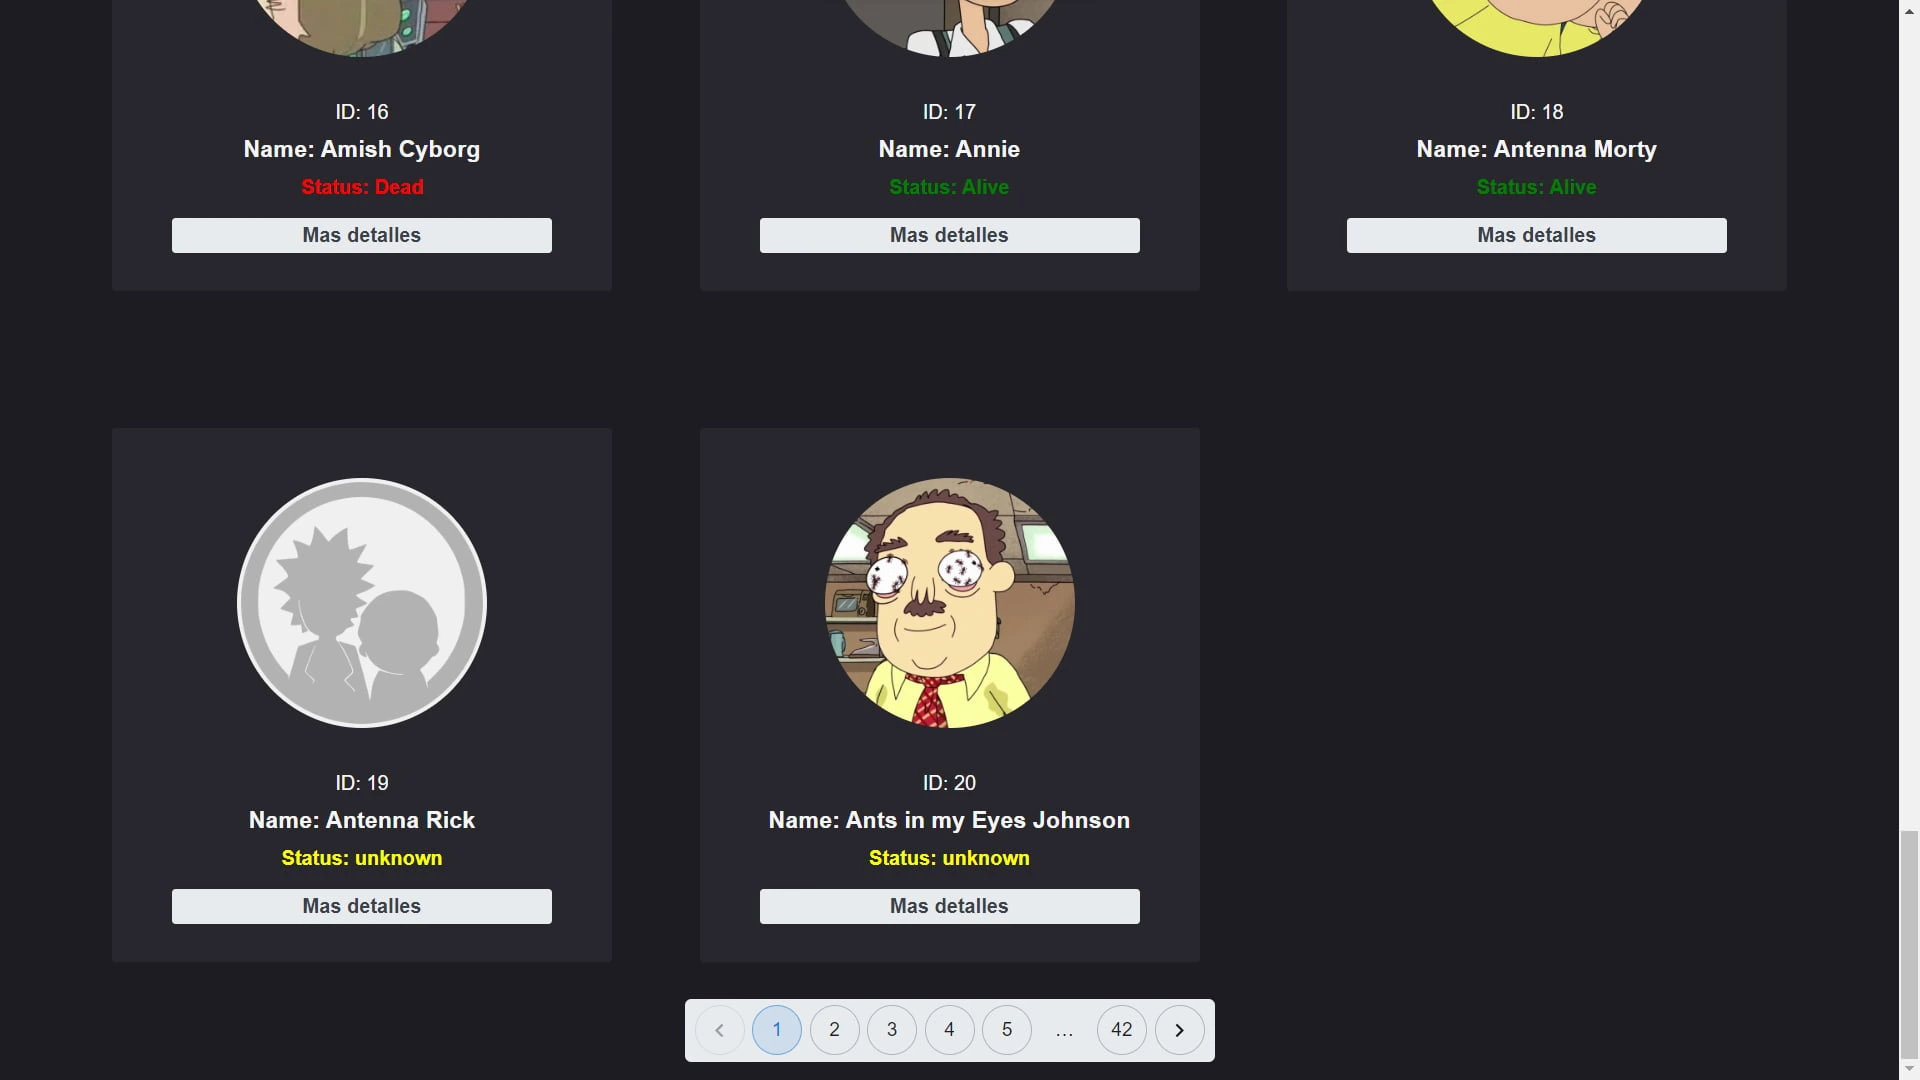 ID: 16
Name: Amish Cyborg
Status: Dead
Mas detalles
ID: 17
Name: Annie
Status: Alive
Mas detalles
ID: 18
Name: Antenna Morty
Status: Alive
Mas detalles
ID: 19
Name: Antenna Rick
Status: unknown
Mas detalles
ID: 20
Name: Ants in my Eyes Johnson
Status: unknown
Mas detalles
1 2 3 4 5 ... 42